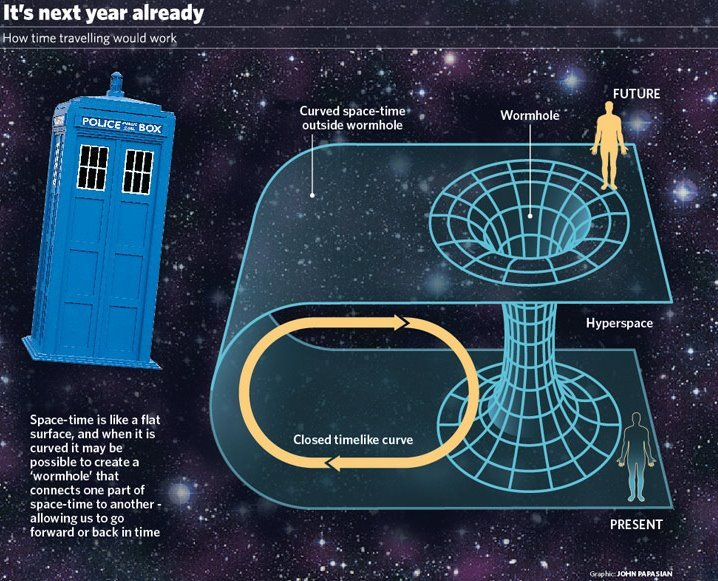 It's next year already
How time travelling would work
FUTURE
Curved space-time
outside wormhole
Wormhole
POLICE PUBLIC CALL BOX
Hyperspace
Closed timelike curve
Space-time is like a flat
surface, and when it is
curved it may be
possible to create a
'wormhole' that
connects one part of
space-time to another -
allowing us to go
forward or back in time
PRESENT
Graphic: JOHN PAPASIAN